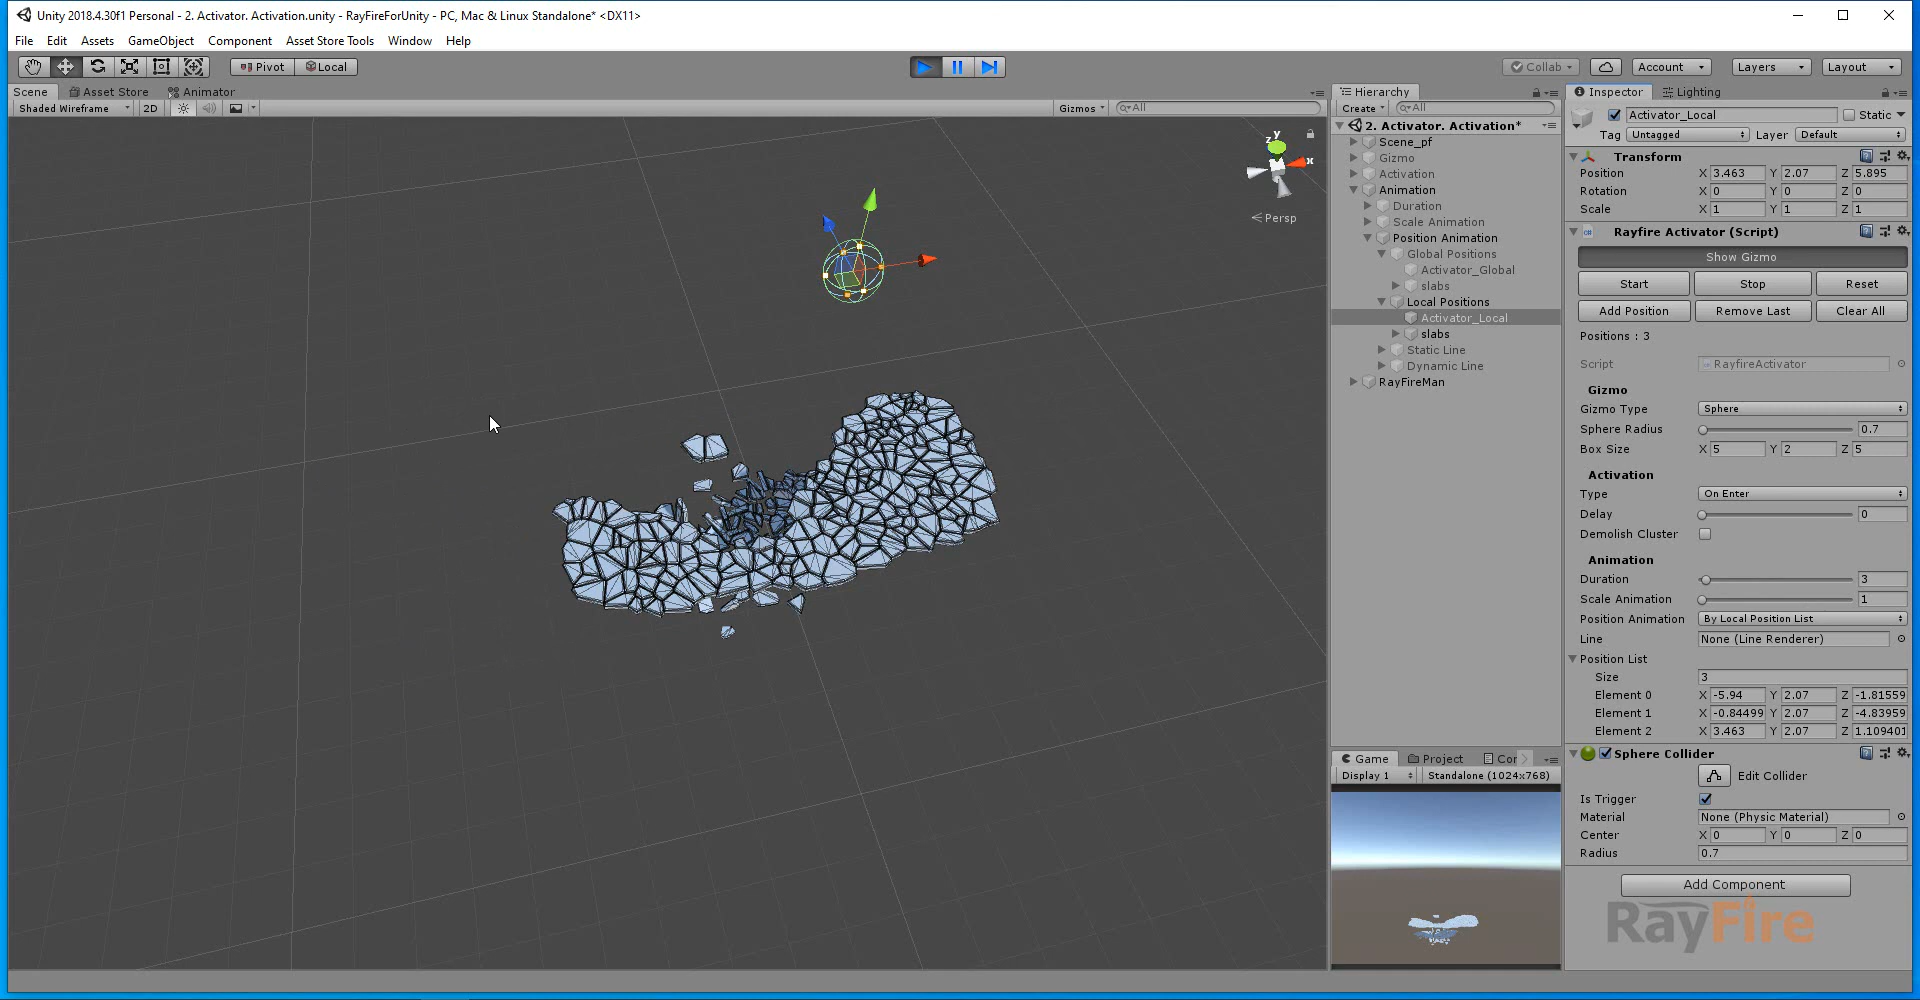 Unity 2018.4.30f1 Personal - 2. Activator. Activation.unity - RayFireForUnity - PC, Mac & Linux Standalone* <DX11>
File Edit Assets GameObject Component Asset Store Tools Window Help
Pivot Local Collab Account Layers Layout
Scene Asset Store Animator
Shaded Wireframe 2D Gizmos All
y
z
x
Persp
Hierarchy
Create All
2. Activator. Activation*
Scene_pf
Gizmo
Activation
Animation
Duration
Scale Animation
Position Animation
Global Positions
Activator_Global
slabs
Local Positions
Activator_Local
slabs
Static Line
Dynamic Line
RayFireMan
Game Project Cor
Display 1 Standalone (1024x768)
Inspector Lighting
Activator_Local Static
Tag Untagged Layer Default
Transform
Position X 3.463 Y 2.07 Z 5.895
Rotation X 0 Y 0 Z 0
Scale X 1 Y 1 Z 1
Rayfire Activator (Script)
Show Gizmo
Start Stop Reset
Add Position Remove Last Clear All
Positions : 3
Script RayfireActivator
Gizmo
Gizmo Type Sphere
Sphere Radius 0.7
Box Size X 5 Y 2 Z 5
Activation
Type On Enter
Delay 0
Demolish Cluster
Animation
Duration 3
Scale Animation 1
Position Animation By Local Position List
Line None (Line Renderer)
Position List
Size 3
Element 0 X -5.94 Y 2.07 Z -1.81559
Element 1 X -0.84499 Y 2.07 Z -4.83959
Element 2 X 3.463 Y 2.07 Z 1.109401
Sphere Collider
Edit Collider
Is Trigger
Material None (Physic Material)
Center X 0 Y 0 Z 0
Radius 0.7
Add Component
RayFire